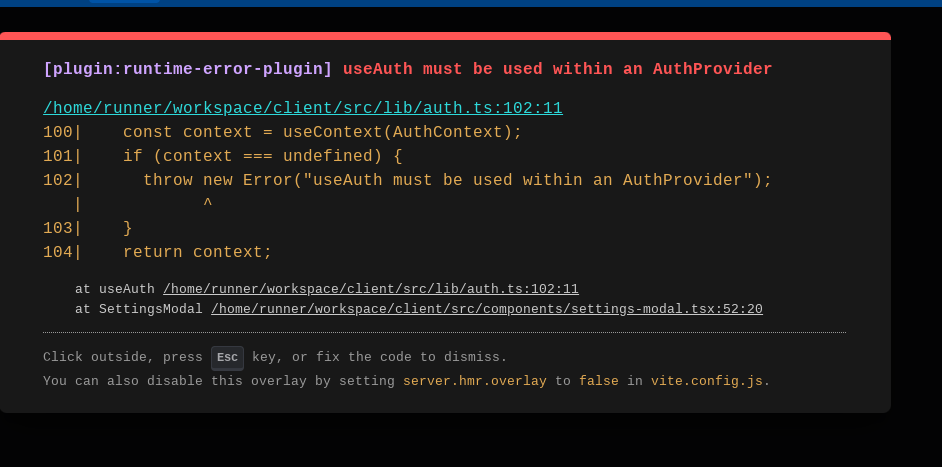 [plugin:runtime-error-plugin] useAuth must be used within an AuthProvider
/home/runner/workspace/client/src/lib/auth.ts:102:11
100|    const context = useContext(AuthContext);
101|    if (context === undefined) {
102|      throw new Error("useAuth must be used within an AuthProvider");
   |            ^
103|    }
104|    return context;
at useAuth /home/runner/workspace/client/src/lib/auth.ts:102:11
at SettingsModal /home/runner/workspace/client/src/components/settings-modal.tsx:52:20
Click outside, press Esc key, or fix the code to dismiss.
You can also disable this overlay by setting server.hmr.overlay to false in vite.config.js.